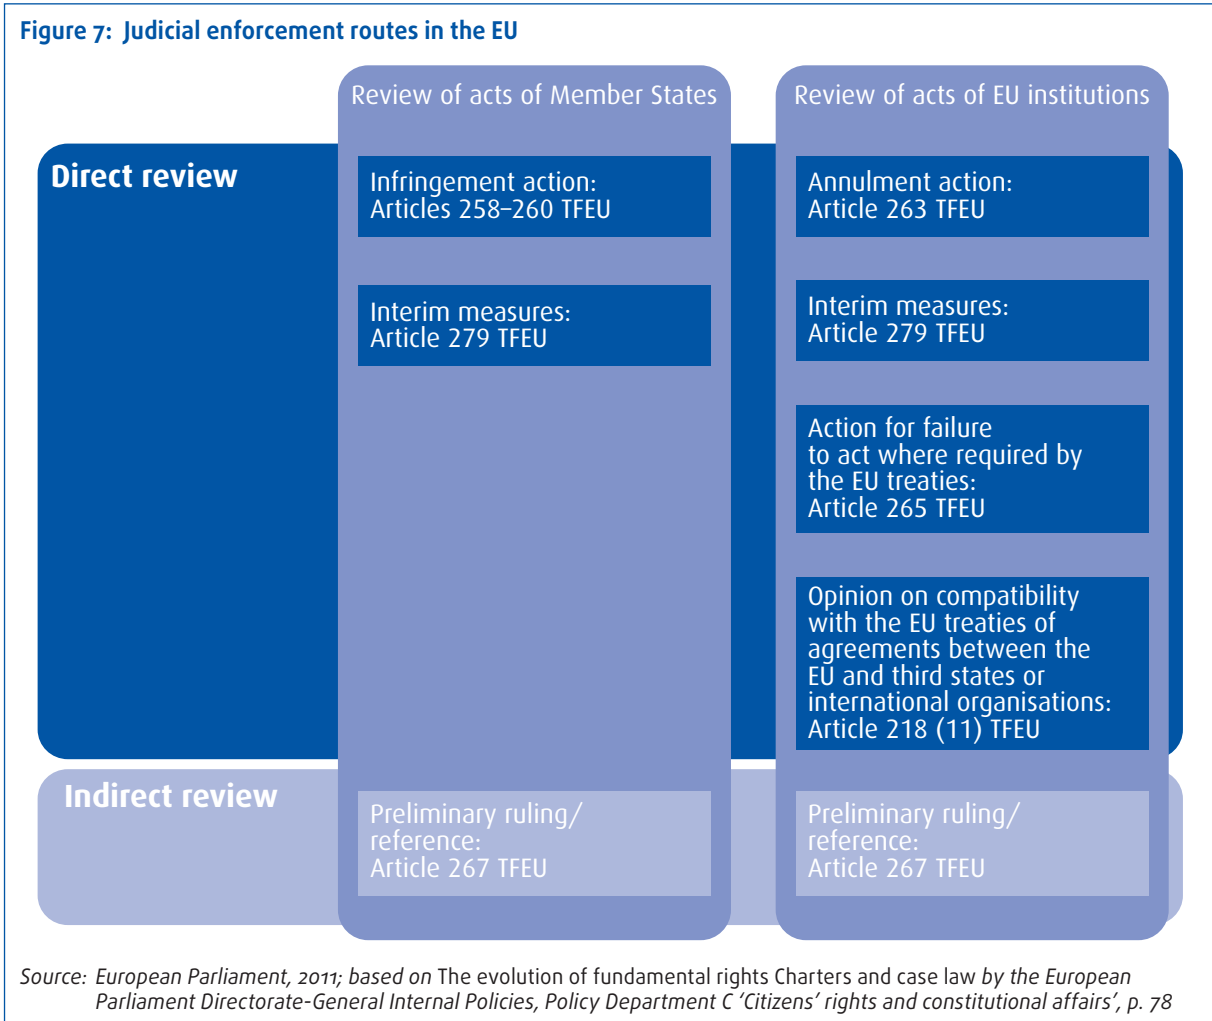 Figure 7: Judicial enforcement routes in the EU
Review of acts of Member States
Review of acts of EU institutions
Direct review
Infringement action:
Articles 258–260 TFEU
Interim measures:
Article 279 TFEU
Annulment action:
Article 263 TFEU
Interim measures:
Article 279 TFEU
Action for failure
to act where required by
the EU treaties:
Article 265 TFEU
Opinion on compatibility
with the EU treaties of
agreements between the
EU and third states or
international organisations:
Article 218 (11) TFEU
Indirect review
Preliminary ruling/
reference:
Article 267 TFEU
Preliminary ruling/
reference:
Article 267 TFEU
Source: European Parliament, 2011; based on The evolution of fundamental rights Charters and case law by the European
Parliament Directorate-General Internal Policies, Policy Department C ‘Citizens’ rights and constitutional affairs’, p. 78